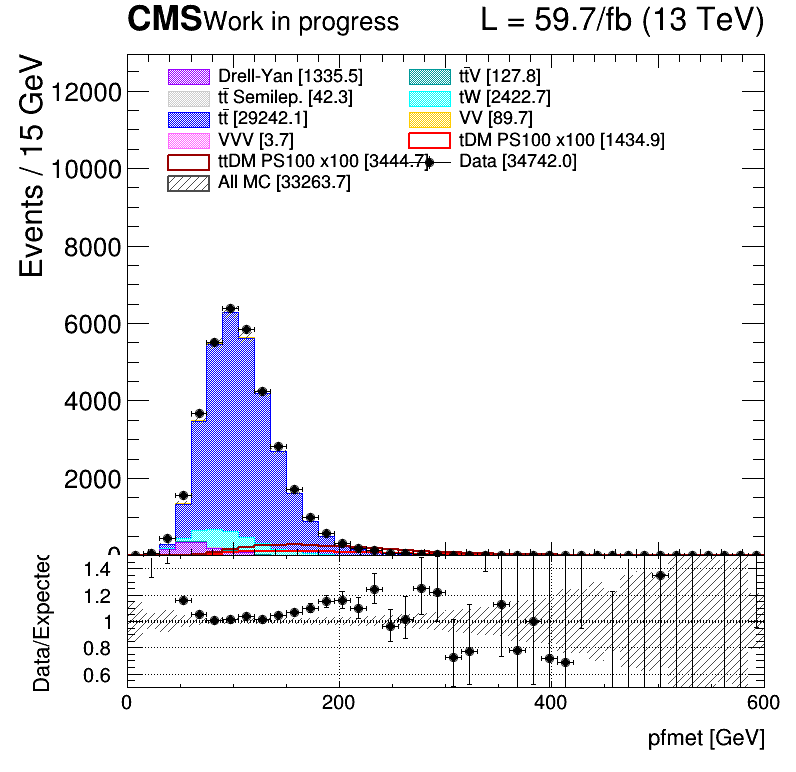 CMS Work in progress L = 59.7/fb (13 TeV)
Events / 15 GeV
Drell-Yan [1335.5]
tt̄V [127.8]
tt̄ Semilep. [42.3]
tW [2422.7]
tt̄ [29242.1]
VV [89.7]
VVV [3.7]
tDM PS100 x100 [1434.9]
ttDM PS100 x100 [3444.7]
Data [34742.0]
All MC [33263.7]
12000
10000
8000
6000
4000
2000
0
Data/Expected
1.4
1.2
1
0.8
0.6
0 200 400 600
pfmet [GeV]